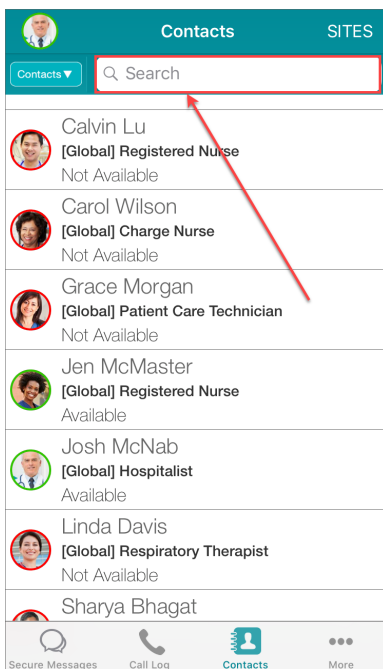 Contacts
SITES
Contacts ▼
Search
Calvin Lu
[Global] Registered Nurse
Not Available
Carol Wilson
[Global] Charge Nurse
Not Available
Grace Morgan
[Global] Patient Care Technician
Not Available
Jen McMaster
[Global] Registered Nurse
Available
Josh McNab
[Global] Hospitalist
Available
Linda Davis
[Global] Respiratory Therapist
Not Available
Sharya Bhagat
Secure Messages
Call Log
Contacts
More